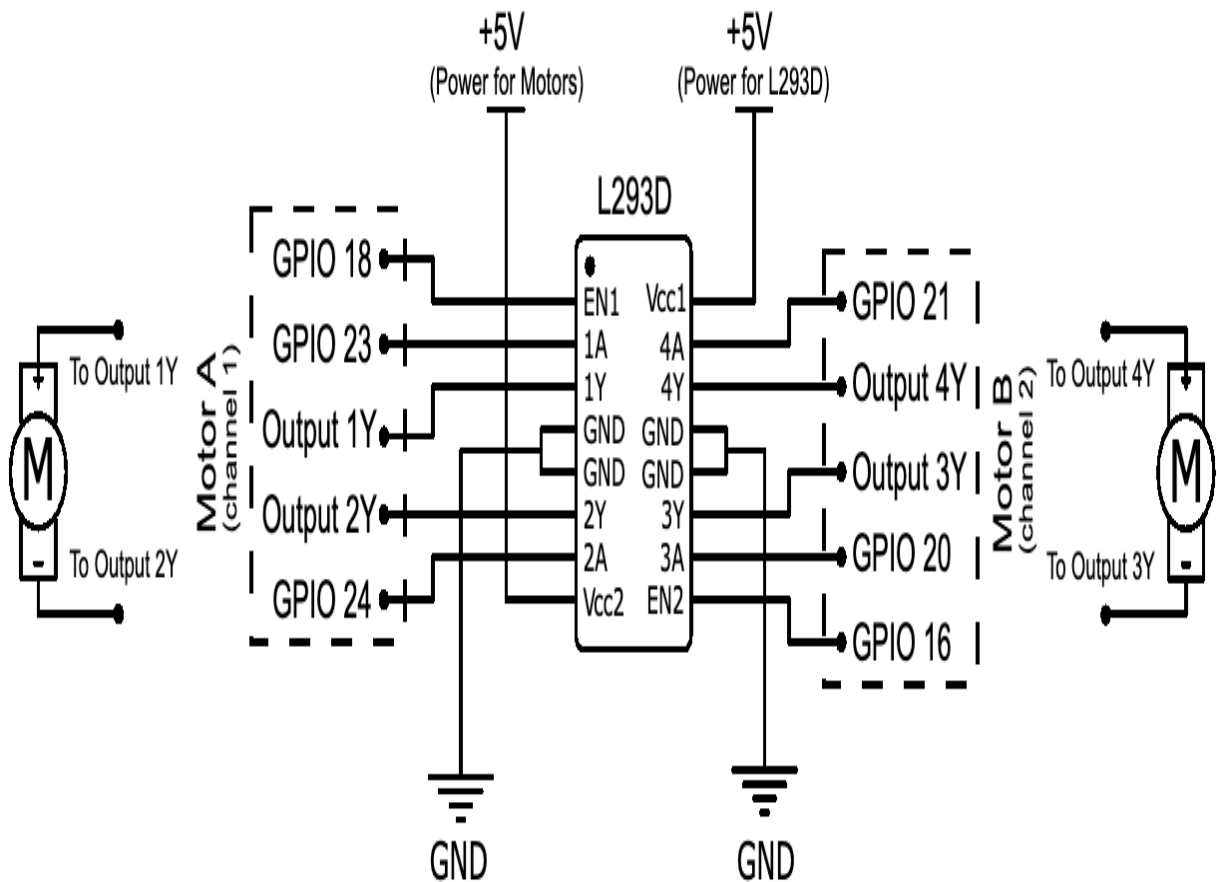 +5V
(Power for Motors)
+5V
(Power for L293D)
L293D
Motor A
(channel 1)
GPIO 18
GPIO 23
Output 1Y
Output 2Y
GPIO 24
M
To Output 1Y
To Output 2Y
EN1
1A
1Y
GND
GND
2Y
2A
Vcc2
Vcc1
4A
4Y
GND
GND
3Y
3A
EN2
GPIO 21
Output 4Y
Output 3Y
GPIO 20
GPIO 16
Motor B
(channel 2)
To Output 4Y
To Output 3Y
M
GND
GND